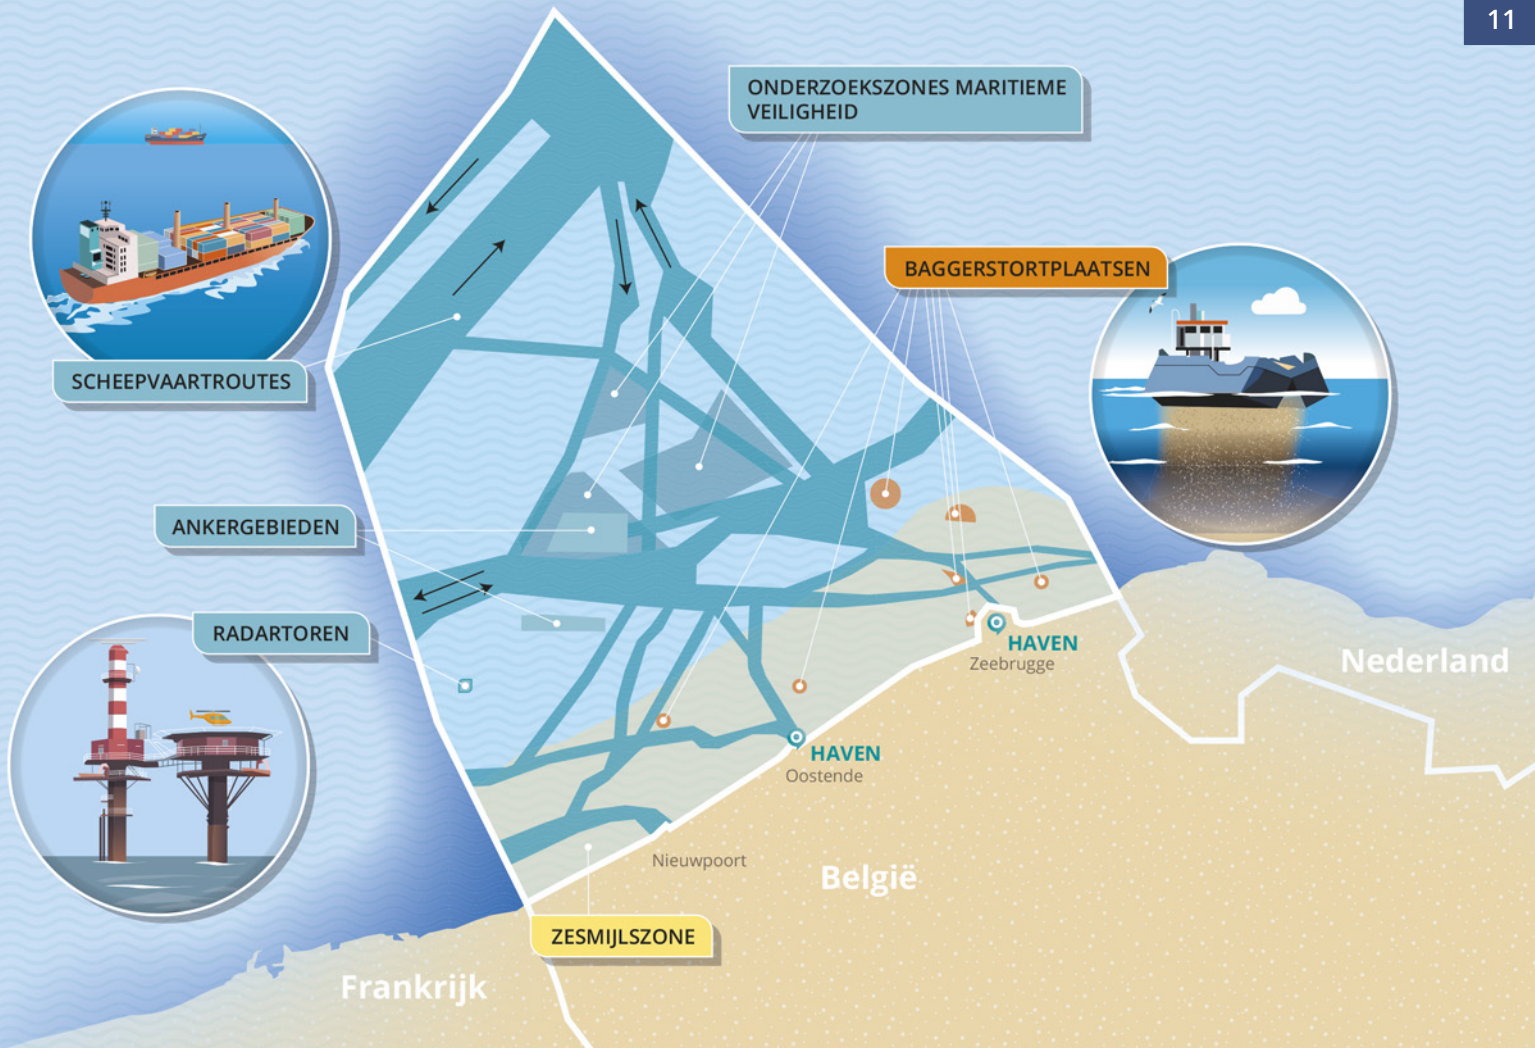 11
ONDERZOEKSZONES MARITIEME
VEILIGHEID
BAGGERSTORTPLAATSEN
SCHEEPVAARTROUTES
ANKERGEBIEDEN
RADARTOREN
HAVEN
Zeebrugge
Nederland
HAVEN
Oostende
Nieuwpoort
België
ZESMIJLSZONE
Frankrijk